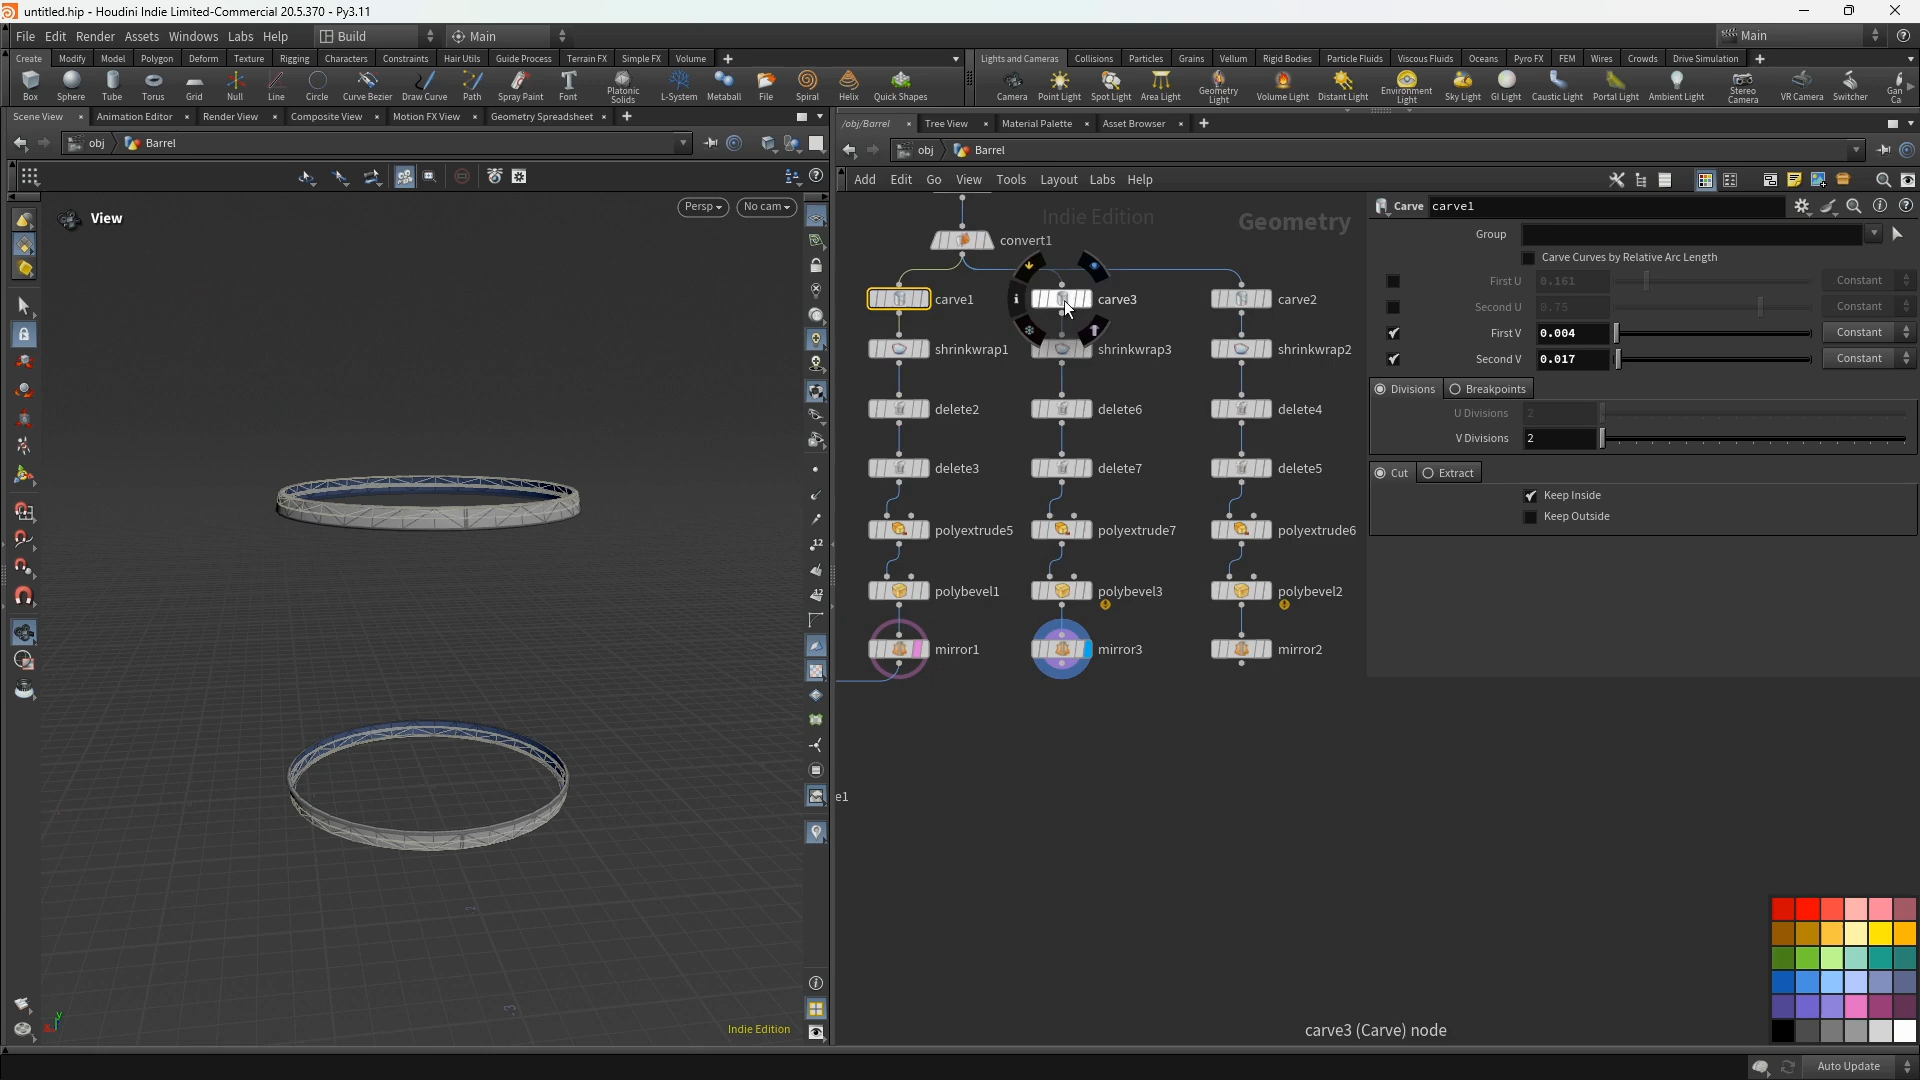 untitled.hip - Houdini Indie Limited-Commercial 20.5.370 - Py3.11
File Edit Render Assets Windows Labs Help Build Main Main
Create Modify Model Polygon Deform Texture Rigging Characters Constraints Hair Utils Guide Process Terrain FX Simple FX Volume
Box Sphere Tube Torus Grid Null Line Circle Curve Bezier Draw Curve Path Spray Paint Font Platonic Solids L-System Metaball File Spiral Helix Quick Shapes
Lights and Cameras Collisions Particles Grains Vellum Rigid Bodies Particle Fluids Viscous Fluids Oceans Pyro FX FEM Wires Crowds Drive Simulation
Camera Point Light Spot Light Area Light Geometry Light Volume Light Distant Light Environment Light Sky Light GI Light Caustic Light Portal Light Ambient Light Stereo Camera VR Camera Switcher Gan Ca
Scene View Animation Editor Render View Composite View Motion FX View Geometry Spreadsheet
obj Barrel
View
Persp
No cam
Indie Edition
/obj/Barrel Tree View Material Palette Asset Browser
obj Barrel
Add Edit Go View Tools Layout Labs Help
Indie Edition
Geometry
convert1
carve1 carve3 carve2
shrinkwrap1 shrinkwrap3 shrinkwrap2
delete2 delete6 delete4
delete3 delete7 delete5
polyextrude5 polyextrude7 polyextrude6
polybevel1 polybevel3 polybevel2
mirror1 mirror3 mirror2
e1
carve3 (Carve) node
Carve carve1
Group
Carve Curves by Relative Arc Length
First U 0.161 Constant
Second U 0.75 Constant
First V 0.004 Constant
Second V 0.017 Constant
Divisions Breakpoints
U Divisions 2
V Divisions 2
Cut Extract
Keep Inside
Keep Outside
Auto Update